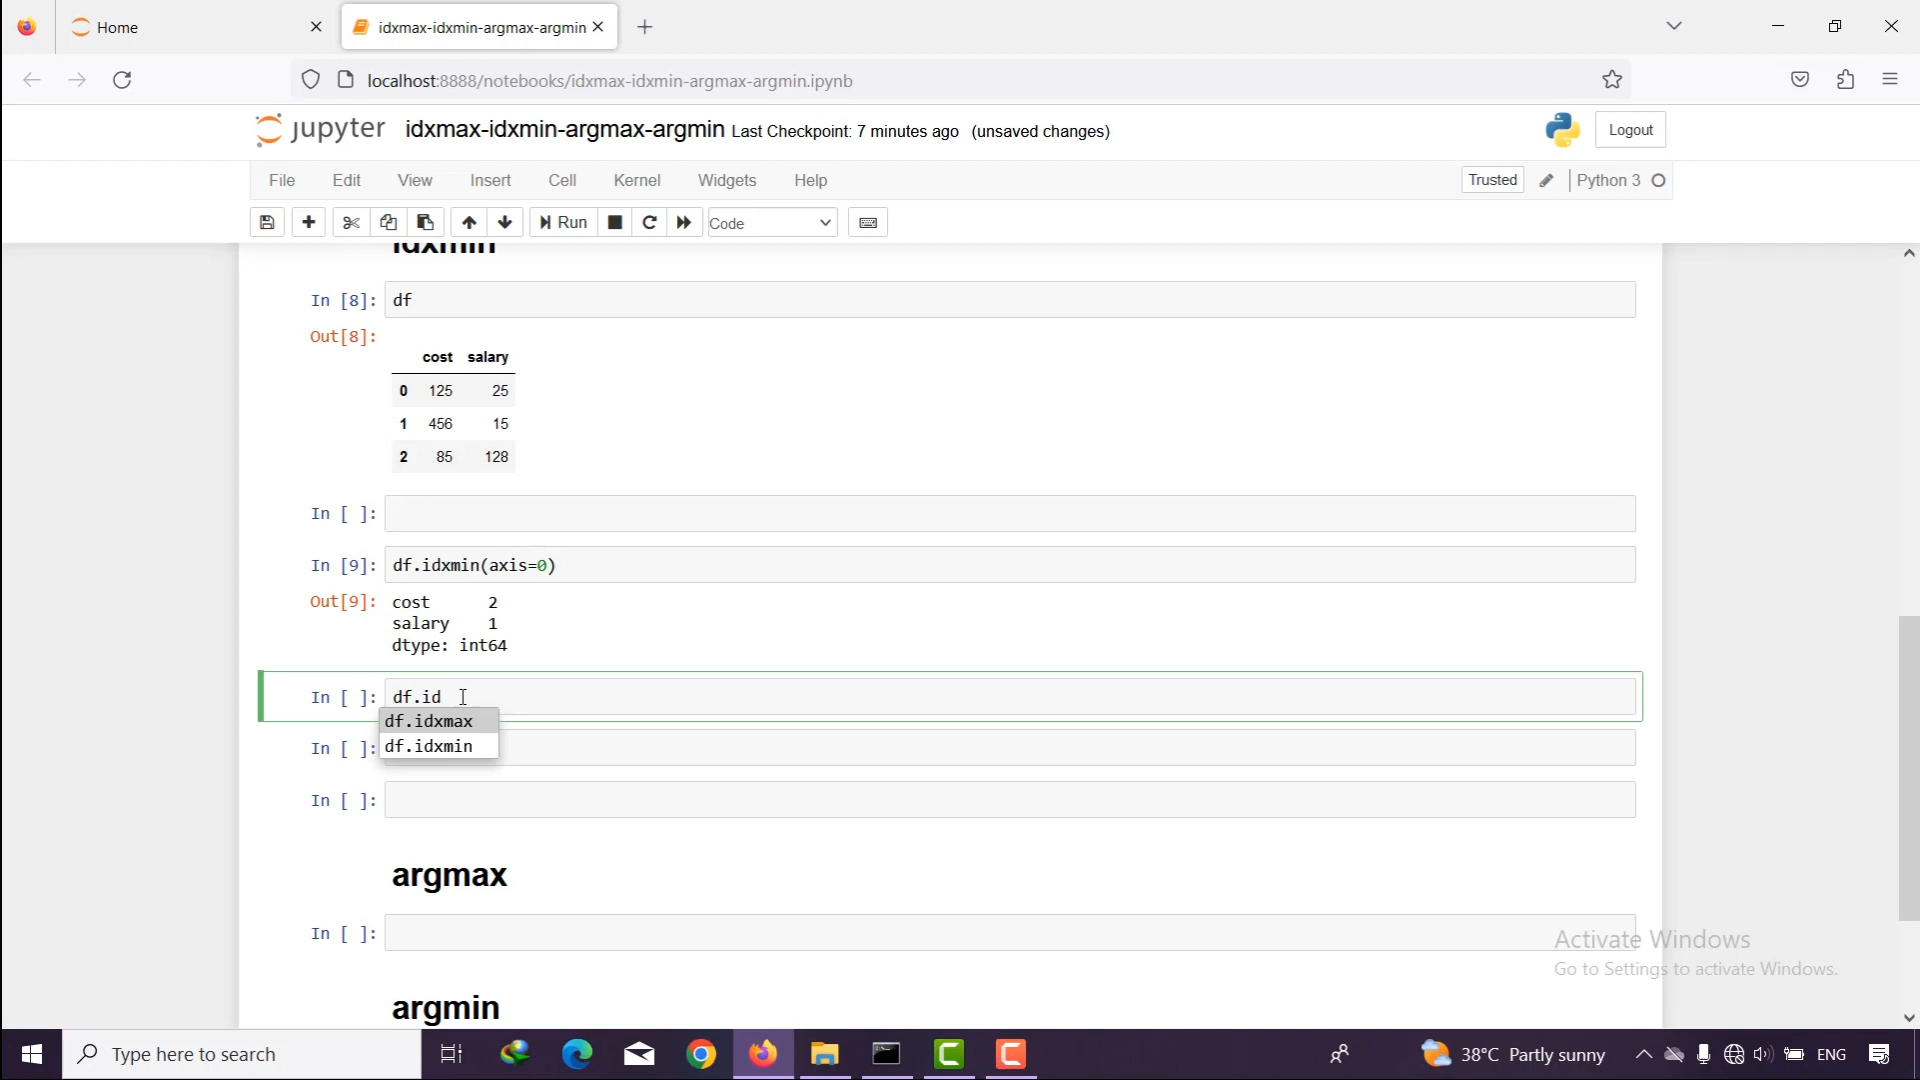 Home
idxmax-idxmin-argmax-argmin
localhost:8888/notebooks/idxmax-idxmin-argmax-argmin.ipynb
jupyter idxmax-idxmin-argmax-argmin Last Checkpoint: 7 minutes ago (unsaved changes)
Logout
File Edit View Insert Cell Kernel Widgets Help
Trusted Python 3
Run Code
idxmin
In [8]: df
Out[8]:
cost salary
0 125 25
1 456 15
2 85 128
In [ ]:
In [9]: df.idxmin(axis=0)
Out[9]: cost 2
salary 1
dtype: int64
In [ ]: df.id
df.idxmax
df.idxmin
In [ ]:
In [ ]:
argmax
In [ ]:
argmin
Activate Windows
Go to Settings to activate Windows.
Type here to search
38°C Partly sunny
ENG